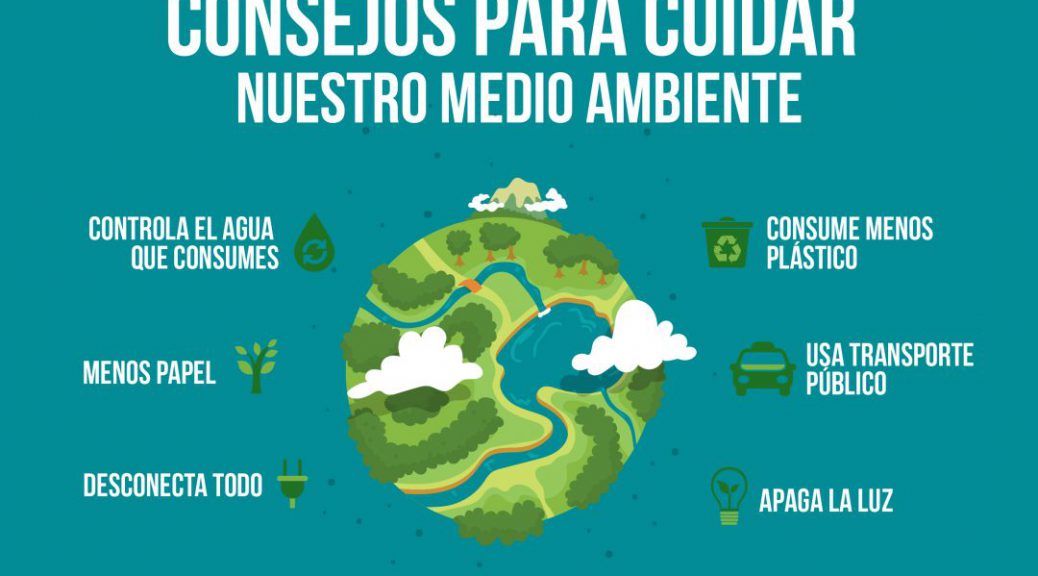 CONSEJOS PARA CUIDAR
NUESTRO MEDIO AMBIENTE
CONTROLA EL AGUA
QUE CONSUMES
MENOS PAPEL
DESCONECTA TODO
CONSUME MENOS
PLÁSTICO
USA TRANSPORTE
PÚBLICO
APAGA LA LUZ